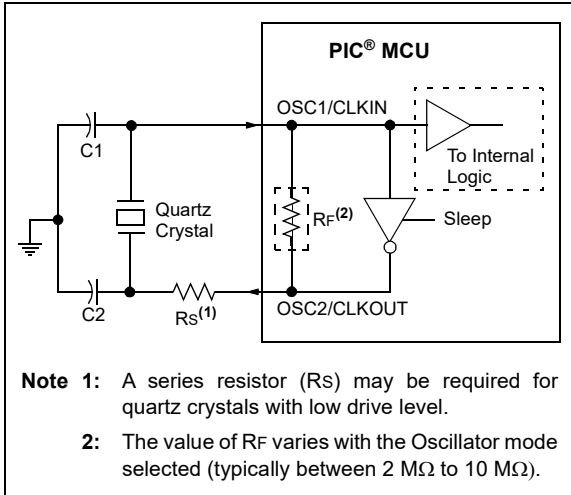 PIC® MCU
OSC1/CLKIN
C1
To Internal
Logic
Quartz
Crystal
RF(2)
Sleep
C2
RS(1)
OSC2/CLKOUT
Note 1: A series resistor (RS) may be required for
quartz crystals with low drive level.
2: The value of RF varies with the Oscillator mode
selected (typically between 2 MΩ to 10 MΩ).